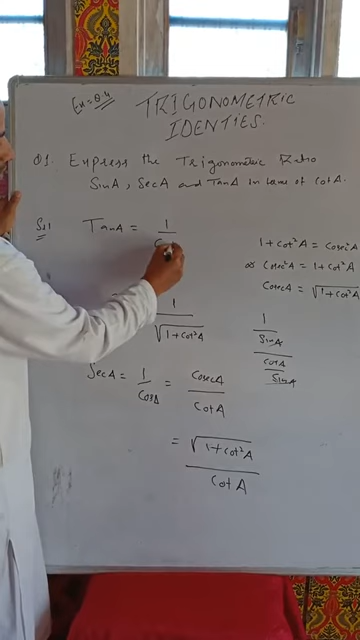 Ex=8.4
TRIGONOMETRIC
IDENTIES.
Q1. Express the Trigonometric Ratio
SinA, SecA and TanA in terms of CotA.
Sol
TanA = 1/C
1 + cot²A = Cosec²A
or Cosec²A = 1 + cot²A
CosecA = √1 + cot²A
1/√1 + cot²A
1/SinA
CotA/SinA
SecA = 1/CosA = CosecA/CotA
= √1 + cot²A/CotA